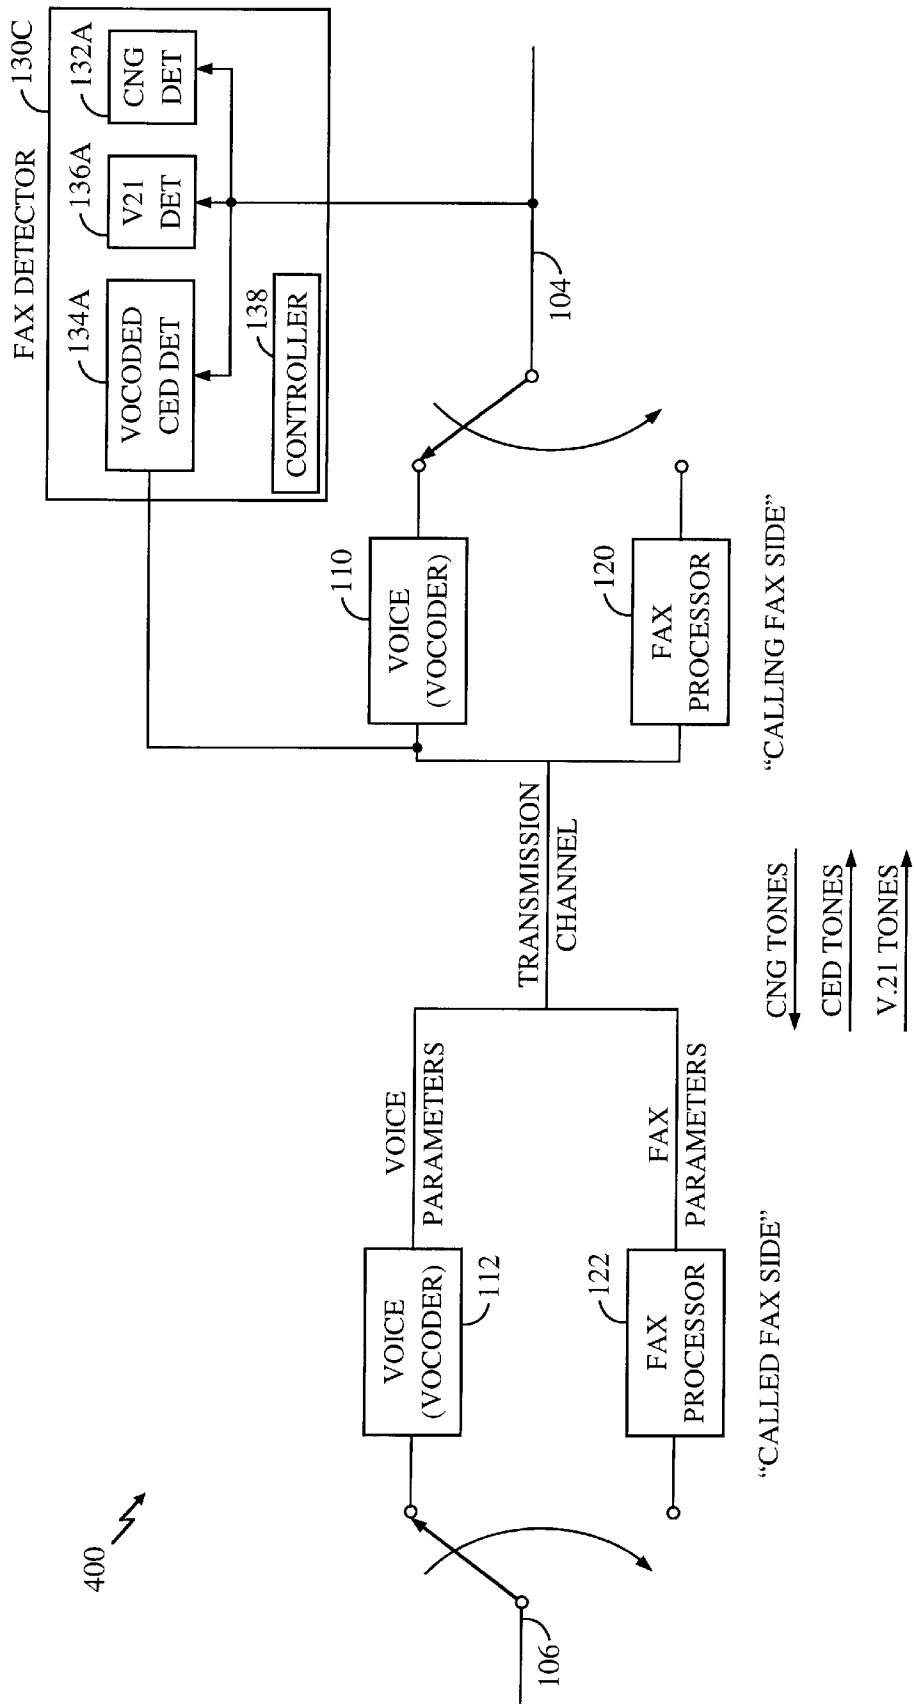 FAX DETECTOR
130C
134A
136A
132A
VOCODED
CED DET
V21
DET
CNG
DET
138
CONTROLLER
110
VOICE
(VOCODER)
104
120
FAX
PROCESSOR
"CALLING FAX SIDE"
TRANSMISSION
CHANNEL
VOICE
PARAMETERS
FAX
PARAMETERS
VOICE
(VOCODER)
112
122
FAX
PROCESSOR
"CALLED FAX SIDE"
106
400
CNG TONES
CED TONES
V.21 TONES